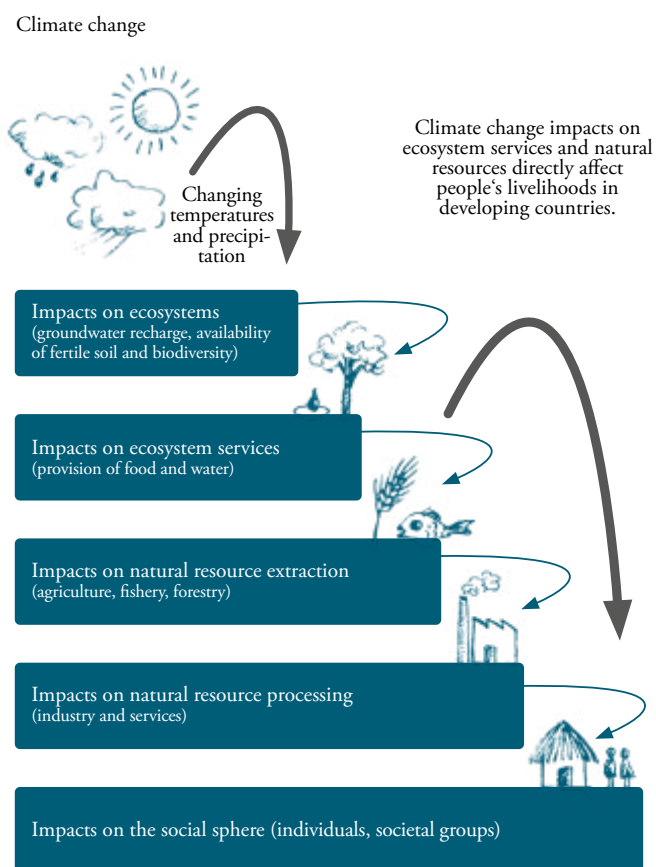 Climate change
Climate change impacts on
ecosystem services and natural
resources directly affect
people‘s livelihoods in
developing countries.
Changing
temperatures
and precipi-
tation
Impacts on ecosystems
(groundwater recharge, availability
of fertile soil and biodiversity)
Impacts on ecosystem services
(provision of food and water)
Impacts on natural resource extraction
(agriculture, fishery, forestry)
Impacts on natural resource processing
(industry and services)
Impacts on the social sphere (individuals, societal groups)